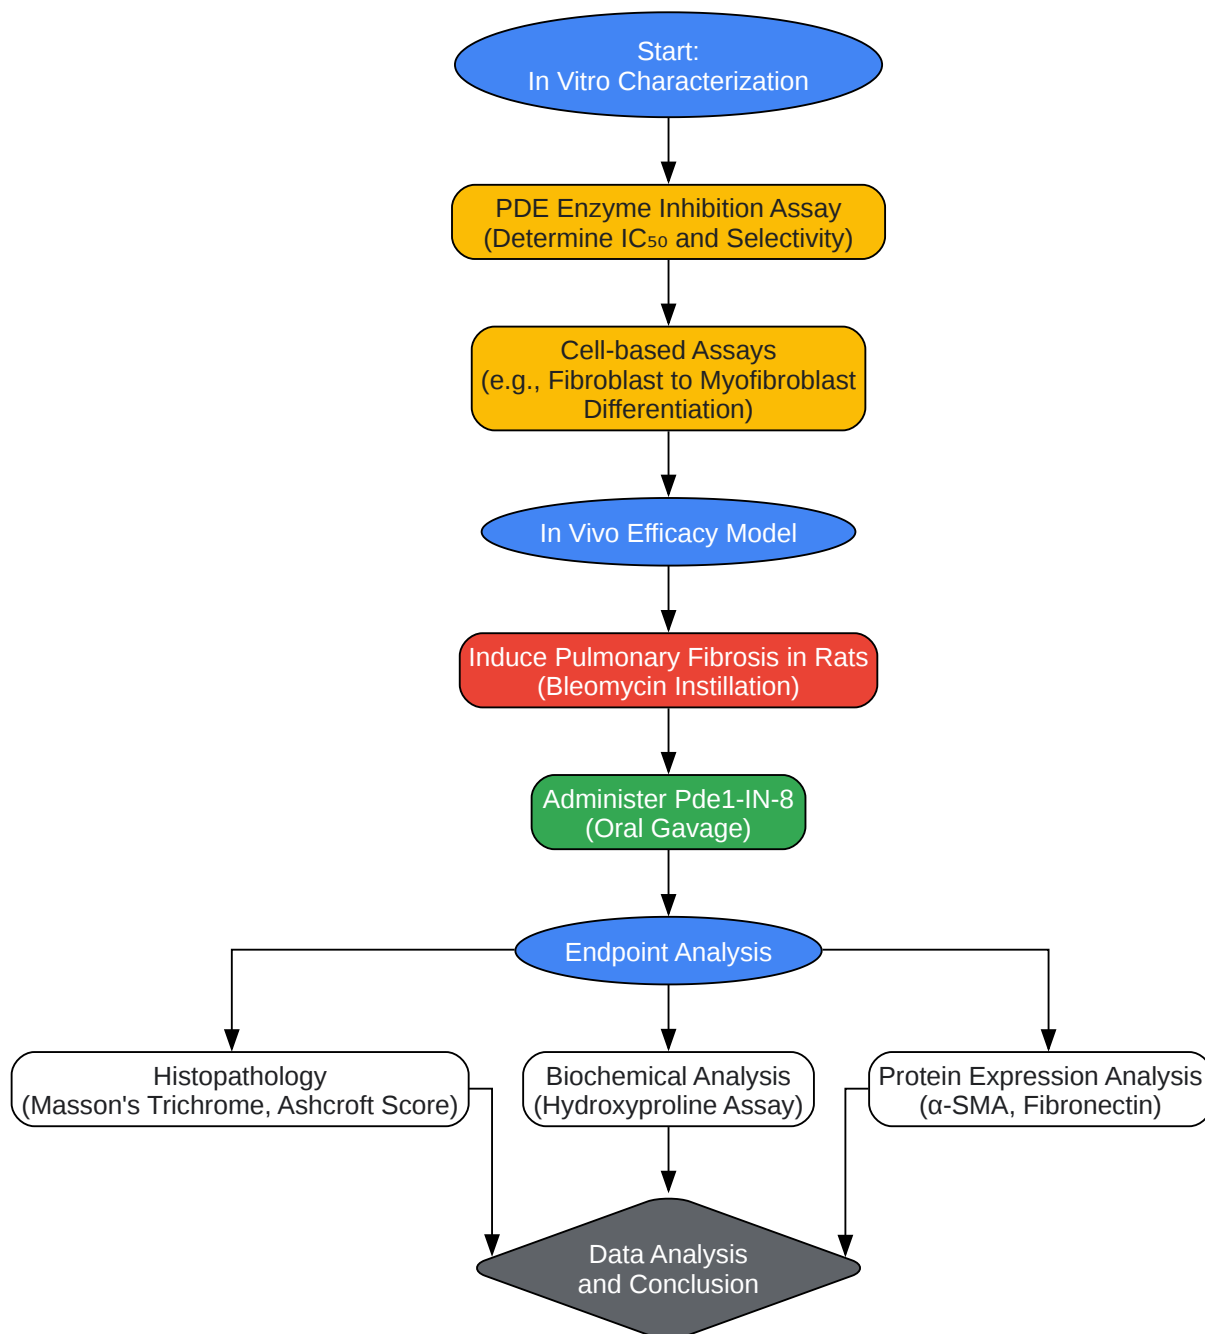 Start:
In Vitro Characterization
PDE Enzyme Inhibition Assay
(Determine IC₅₀ and Selectivity)
Cell-based Assays
(e.g., Fibroblast to Myofibroblast
Differentiation)
In Vivo Efficacy Model
Induce Pulmonary Fibrosis in Rats
(Bleomycin Instillation)
Administer Pde1-IN-8
(Oral Gavage)
Endpoint Analysis
Histopathology
(Masson's Trichrome, Ashcroft Score)
Biochemical Analysis
(Hydroxyproline Assay)
Protein Expression Analysis
(α-SMA, Fibronectin)
Data Analysis
and Conclusion